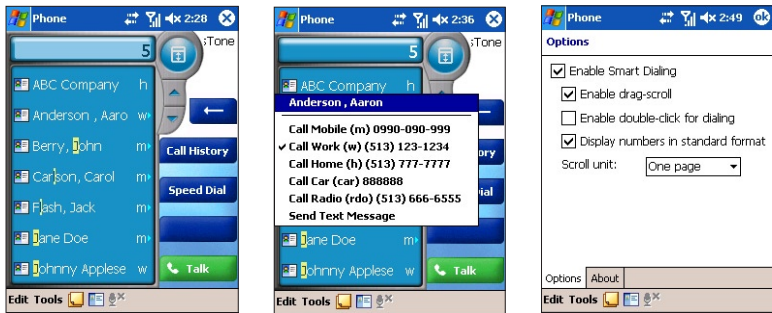 Phone 2:28
5
sTone
ABC Company h
Anderson , Aaro w
Berry, John m
Carlson, Carol m
Flash, Jack m
Jane Doe m
Johnny Applese w
Call History
Speed Dial
Talk
Edit Tools
Phone 2:36
5
sTone
ABC Company h
Anderson , Aaron
Call Mobile (m) 0990-090-999
Call Work (w) (513) 123-1234
Call Home (h) (513) 777-7777
Call Car (car) 888888
Call Radio (rdo) (513) 666-6555
Send Text Message
ory
ial
Jane Doe m
Johnny Applese w
Talk
Edit Tools
Phone 2:49 ok
Options
Enable Smart Dialing
Enable drag-scroll
Enable double-click for dialing
Display numbers in standard format
Scroll unit: One page
Options About
Edit Tools